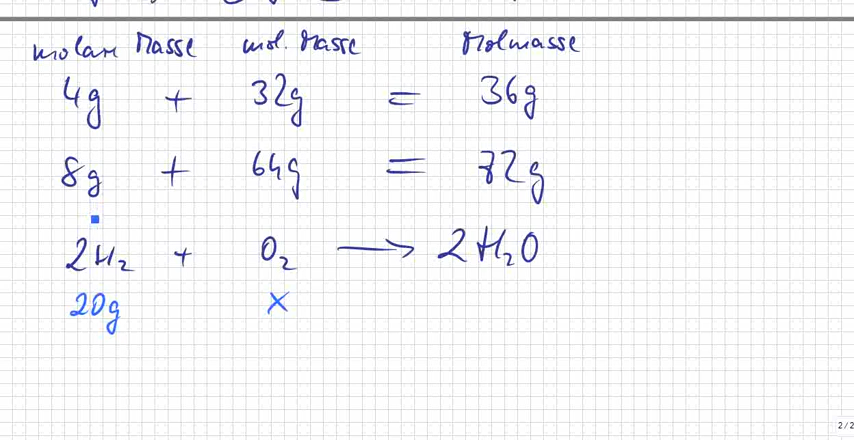 molare Masse mol. Masse Molmasse
4g + 32g = 36g
8g + 64g = 72g
2H₂ + O₂ → 2H₂O
20g x
2/2